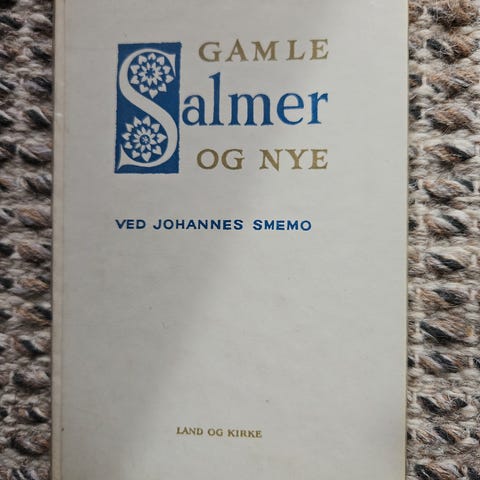 GAMLE
Salmer
OG NYE
VED JOHANNES SMEMO
LAND OG KIRKE